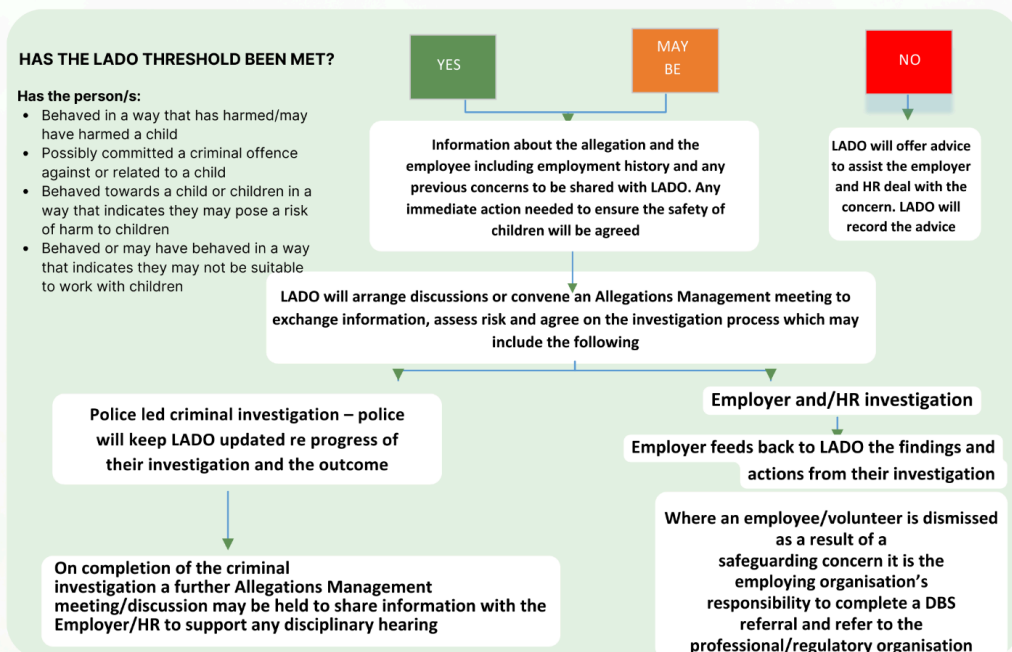 HAS THE LADO THRESHOLD BEEN MET?
Has the person/s:
• Behaved in a way that has harmed/may
have harmed a child
• Possibly committed a criminal offence
against or related to a child
• Behaved towards a child or children in a
way that indicates they may pose a risk
of harm to children
• Behaved or may have behaved in a way
that indicates they may not be suitable
to work with children
YES
MAY
BE
NO
Information about the allegation and the
employee including employment history and any
previous concerns to be shared with LADO. Any
immediate action needed to ensure the safety of
children will be agreed
LADO will offer advice
to assist the employer
and HR deal with the
concern. LADO will
record the advice
LADO will arrange discussions or convene an Allegations Management meeting to
exchange information, assess risk and agree on the investigation process which may
include the following
Police led criminal investigation – police
will keep LADO updated re progress of
their investigation and the outcome
On completion of the criminal
investigation a further Allegations Management
meeting/discussion may be held to share information with the
Employer/HR to support any disciplinary hearing
Employer and/HR investigation
Employer feeds back to LADO the findings and
actions from their investigation
Where an employee/volunteer is dismissed
as a result of a
safeguarding concern it is the
employing organisation's
responsibility to complete a DBS
referral and refer to the
professional/regulatory organisation